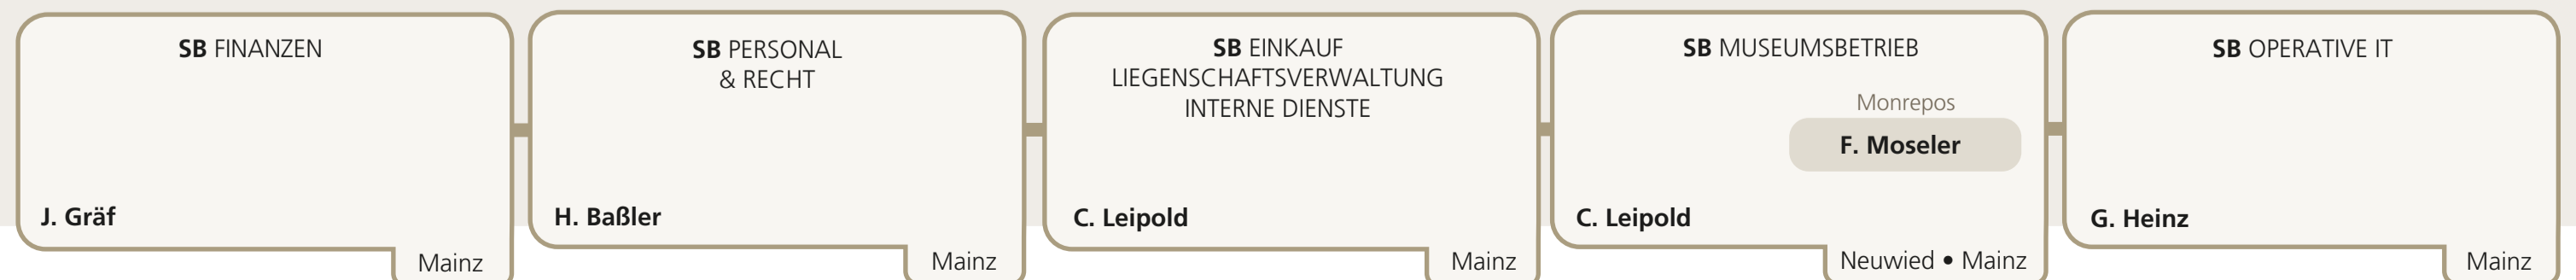 SB FINANZEN
J. Gräf
Mainz
SB PERSONAL
& RECHT
H. Baßler
Mainz
SB EINKAUF
LIEGENSCHAFTSVERWALTUNG
INTERNE DIENSTE
C. Leipold
Mainz
SB MUSEUMSBETRIEB
Monrepos
F. Moseler
C. Leipold
Neuwied • Mainz
SB OPERATIVE IT
G. Heinz
Mainz